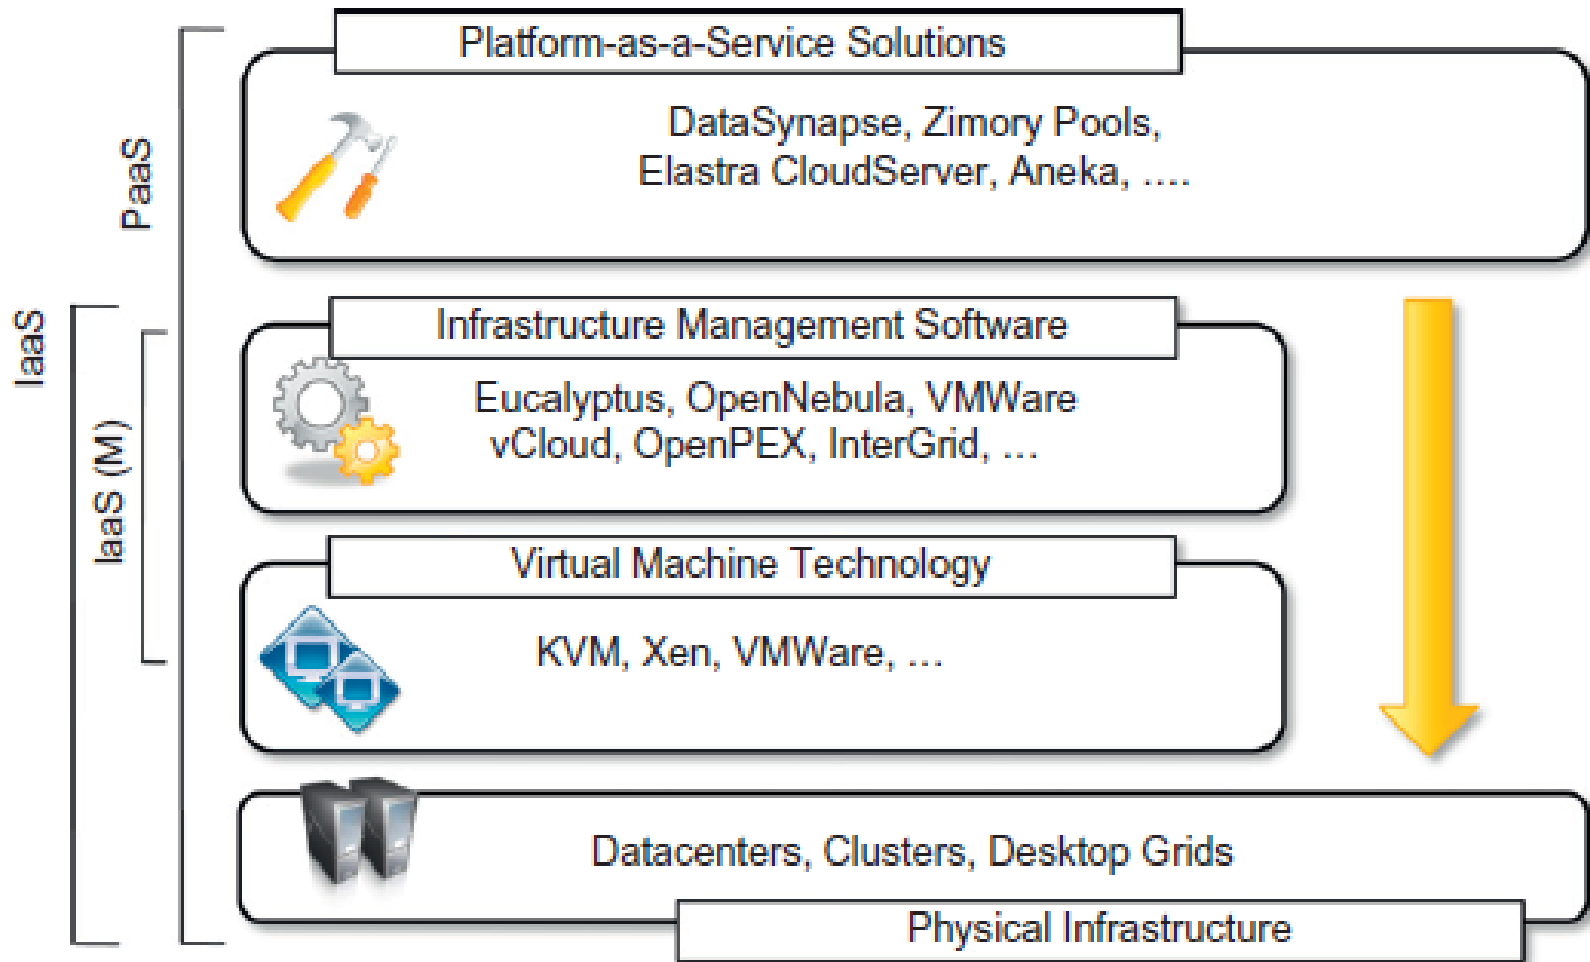 Platform-as-a-Service Solutions
DataSynapse, Zimory Pools,
Elastra CloudServer, Aneka, ....
PaaS
IaaS
IaaS (M)
Infrastructure Management Software
Eucalyptus, OpenNebula, VMWare
vCloud, OpenPEX, InterGrid, ...
Virtual Machine Technology
KVM, Xen, VMWare, ...
Datacenters, Clusters, Desktop Grids
Physical Infrastructure